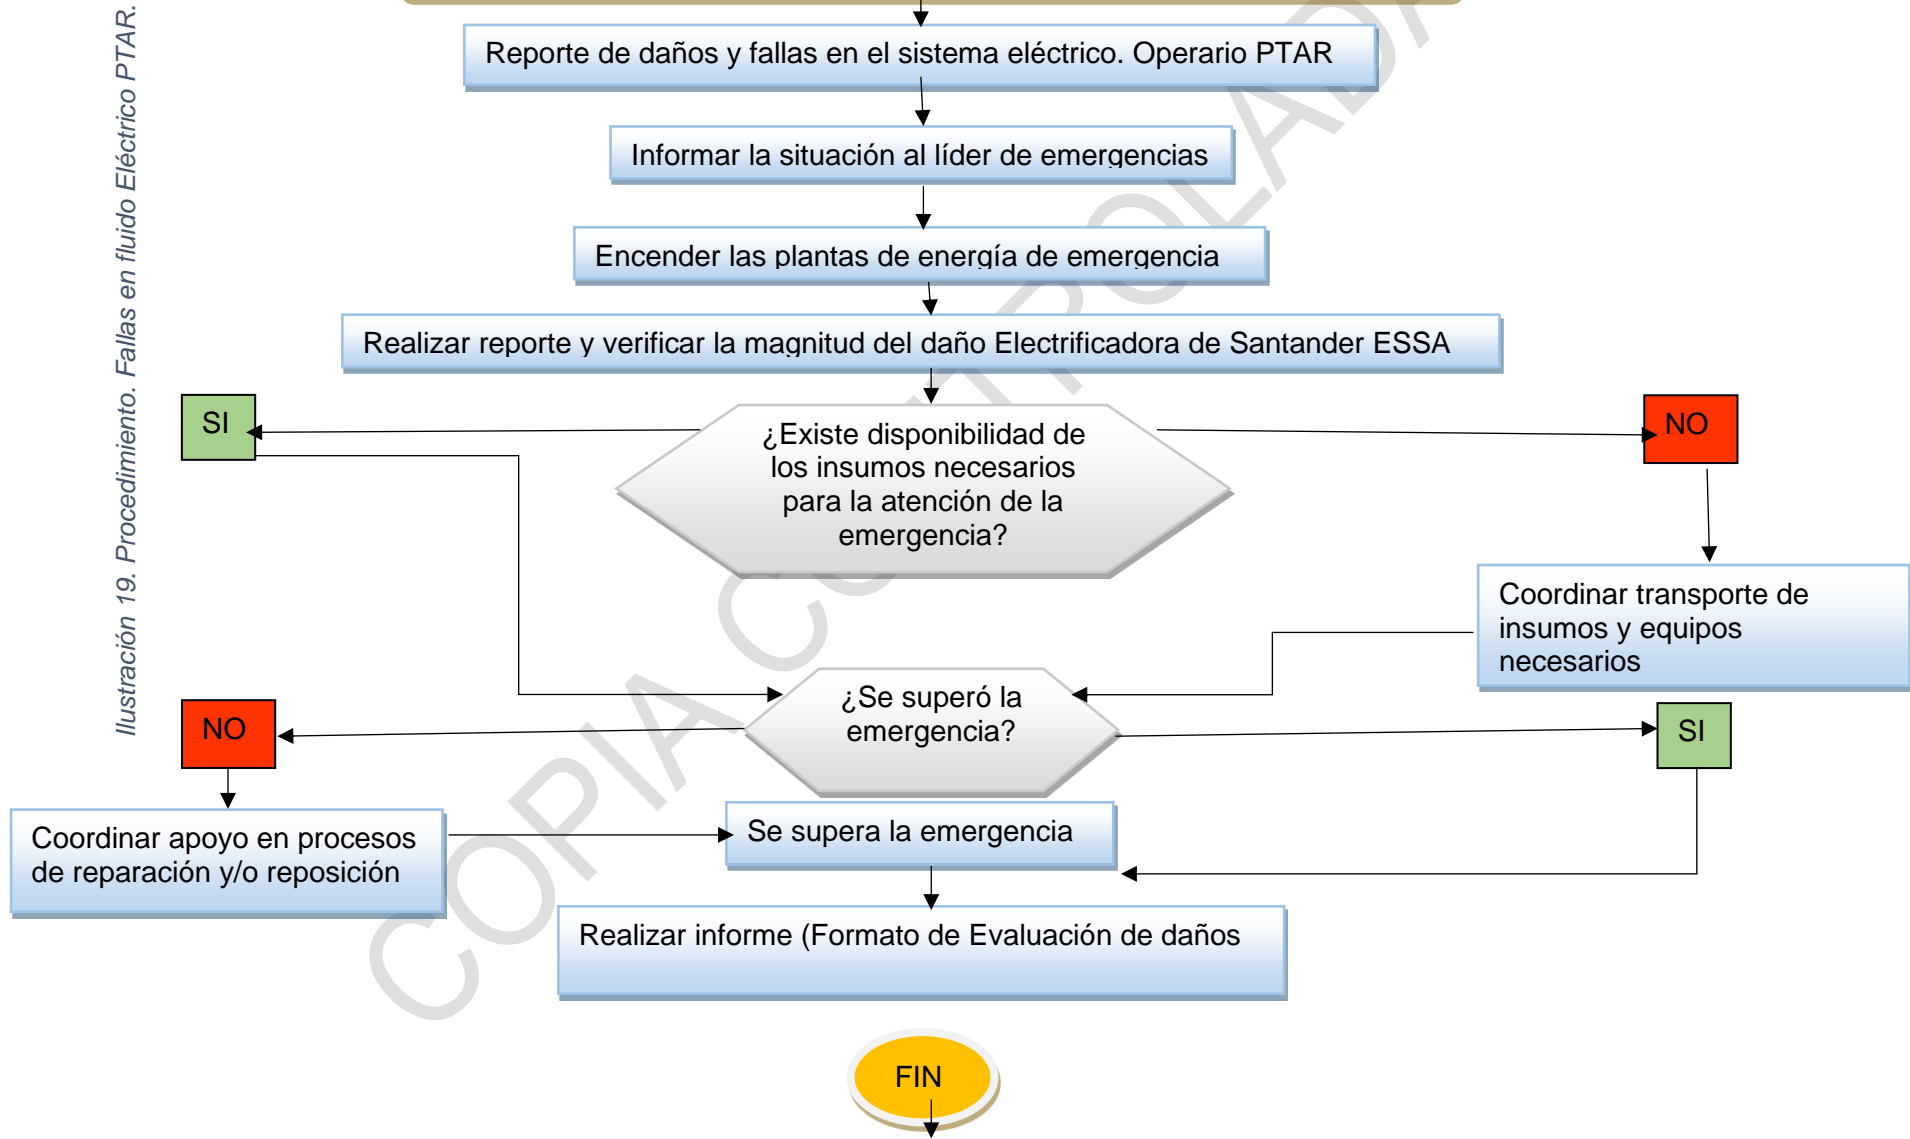 Ilustración 19. Procedimiento. Fallas en fluido Eléctrico PTAR.
Reporte de daños y fallas en el sistema eléctrico. Operario PTAR
Informar la situación al líder de emergencias
Encender las plantas de energía de emergencia
Realizar reporte y verificar la magnitud del daño Electrificadora de Santander ESSA
SI
¿Existe disponibilidad de
los insumos necesarios
para la atención de la
emergencia?
NO
Coordinar transporte de
insumos y equipos
necesarios
¿Se superó la
emergencia?
NO
SI
Coordinar apoyo en procesos
de reparación y/o reposición
Se supera la emergencia
Realizar informe (Formato de Evaluación de daños
FIN
COPIA CONTROLADA